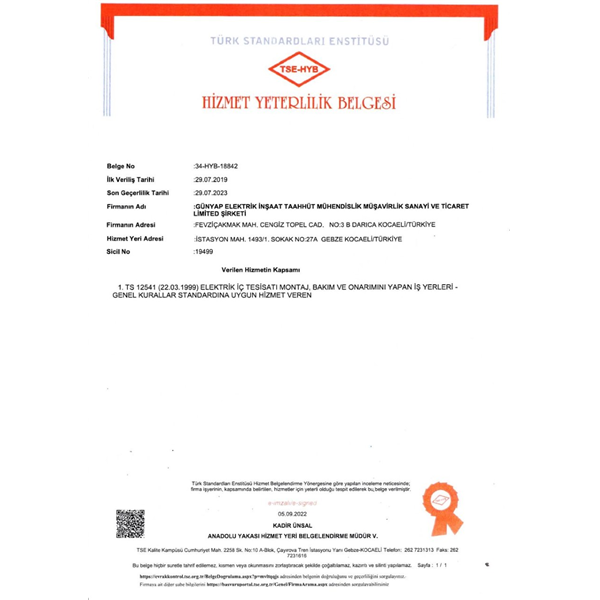 TÜRK STANDARDLARI ENSTİTÜSÜ
TSE-HYB
HİZMET YETERLİLİK BELGESİ
Belge No :34-HYB-18842
İlk Veriliş Tarihi :29.07.2019
Son Geçerlilik Tarihi :29.07.2023
Firmanın Adı :GÜNYAP ELEKTRİK İNŞAAT TAAHHÜT MÜHENDİSLİK MÜŞAVİRLİK SANAYİ VE TİCARET
LİMİTED ŞİRKETİ
Firmanın Adresi :FEVZİÇAKMAK MAH. CENGİZ TOPEL CAD. NO:3 B DARICA KOCAELİ/TÜRKİYE
Hizmet Yeri Adresi :İSTASYON MAH. 1493/1. SOKAK NO:27A GEBZE KOCAELİ/TÜRKİYE
Sicil No :19499
Verilen Hizmetin Kapsamı
1. TS 12541 (22.03.1999) ELEKTRİK İÇ TESİSATI MONTAJ, BAKIM VE ONARIMINI YAPAN İŞ YERLERİ -
GENEL KURALLAR STANDARDINA UYGUN HİZMET VEREN
Türk Standardları Enstitüsü Hizmet Belgelendirme Yönergesine göre yapılan inceleme neticesinde;
firma işyerinin, kapsamında belirtilen, hizmetler için yeterli olduğu tespit edilerek bu belge verilmiştir.
e-imzalıdır-signed
05.09.2022
KADİR ÜNSAL
ANADOLU YAKASI HİZMET YERİ BELGELENDİRME MÜDÜR V.
TSE Kalite Kampüsü Cumhuriyet Mah. 2258 Sk. No:10 A-Blok, Çayırova Tren İstasyonu Yanı Gebze-KOCAELİ Telefon: 262 7231313 Faks: 262
7231616
Bu belge hiçbir suretle tahrif edilemez, kısmen veya okunmasını zorlaştıracak şekilde çoğaltılamaz, kazıntı ve silinti yapılamaz. Sayfa : 1 / 1
adresinden belgenin doğruluğunu ve geçerliliğini sorgulayınız.
Firmaya ait diğer şube belgelerini https://basvuruportal.tse.org.tr/Genel/FirmaArama.aspx adresinden sorgulayabilirsiniz